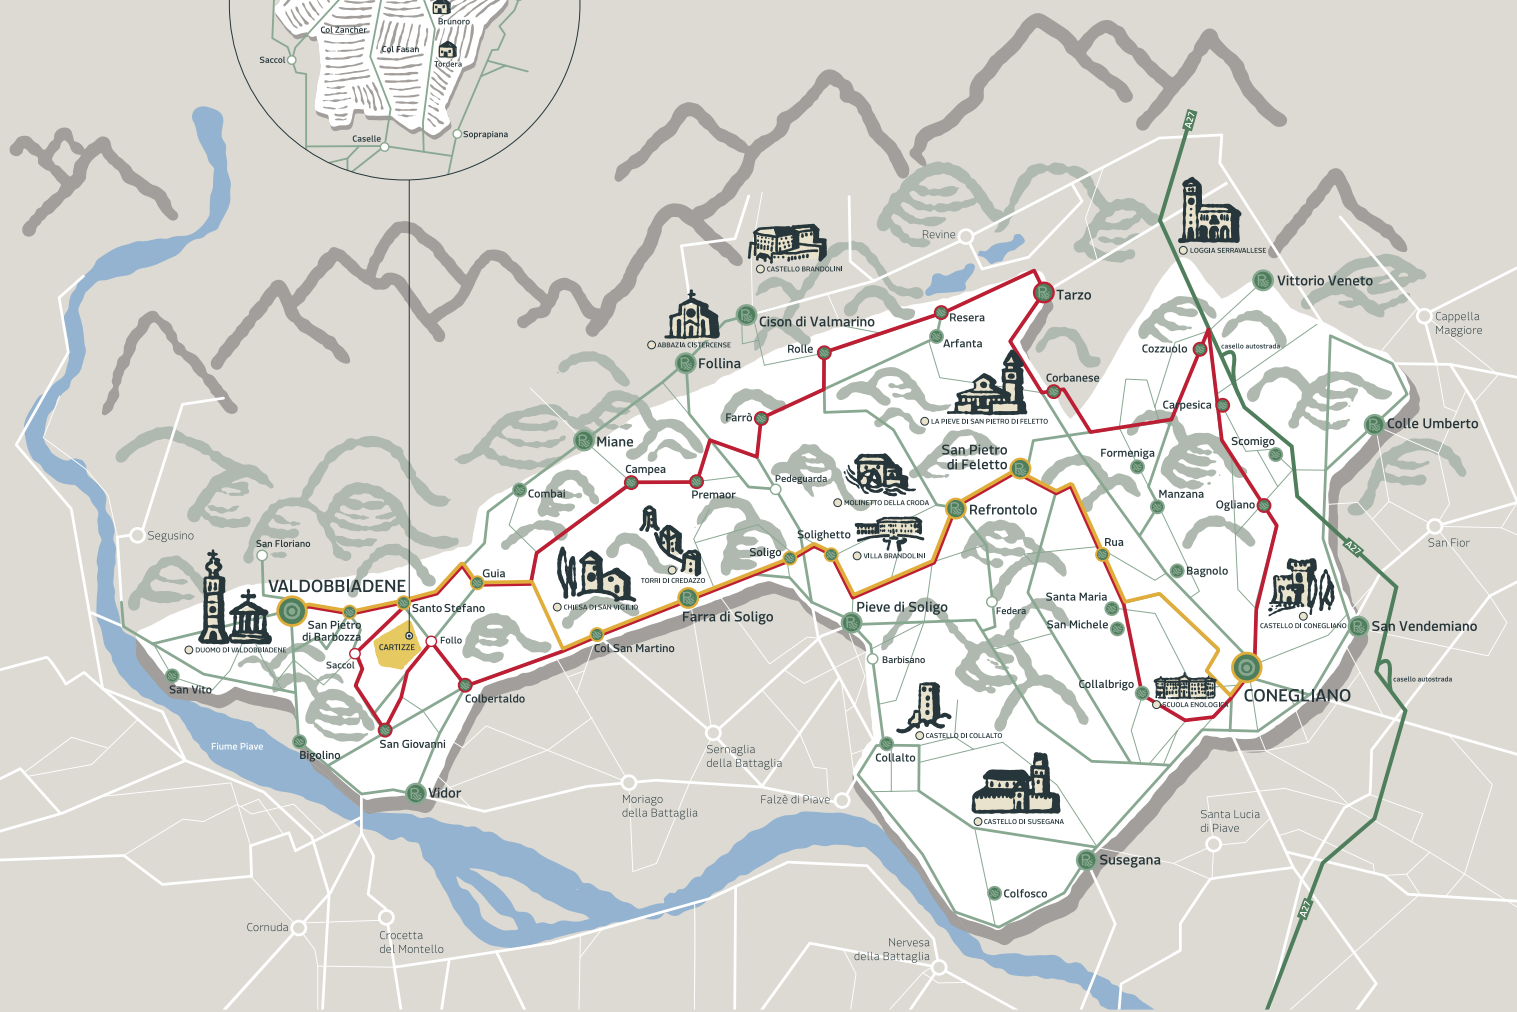 Brunoro
Col Zancher
Col Fasan
Saccol
Tordera
Caselle
Soprapiana
A27
Revine
LOGGIA SERRAVALLESE
CASTELLO BRANDOLINI
Vittorio Veneto
Tarzo
Cison di Valmarino
Resera
Cappella
Maggiore
ABBAZIA CISTERCENSE
Arfanta
Rolle
Cozzuolo
casello autostrada
Follina
Corbanese
Carpesica
Farrò
LA PIEVE DI SAN PIETRO DI FELETTO
Colle Umberto
Miane
Scomigo
San Pietro
di Feletto
Formeniga
Campea
Pedeguarda
Combai
Premaor
Manzana
MOLINETTO DELLA CRODA
Ogliano
Refrontolo
Segusino
San Floriano
Solighetto
VILLA BRANDOLINI
Rua
San Fior
A27
Soligo
Guia
TORRI DI CREDAZZO
Bagnolo
VALDOBBIADENE
Santo Stefano
CHIESA DI SAN VIGILIO
Farra di Soligo
Pieve di Soligo
Federa
Santa Maria
San Michele
CASTELLO DI CONEGLIANO
San Vendemiano
San Pietro
di Barbozza
Follo
CARTIZZE
DUOMO DI VALDOBBIADENE
Col San Martino
Saccol
Barbisano
San Vito
Colbertaldo
Collalbrigo
SCUOLA ENOLOGICA
CONEGLIANO
casello autostrada
Fiume Piave
San Giovanni
Bigolino
CASTELLO DI COLLALTO
Sernaglia
della Battaglia
Collalto
Vidor
Moriago
della Battaglia
Falzè di Piave
CASTELLO DI SUSEGANA
Santa Lucia
di Piave
Susegana
Colfosco
A27
Cornuda
Crocetta
del Montello
Nervesa
della Battaglia